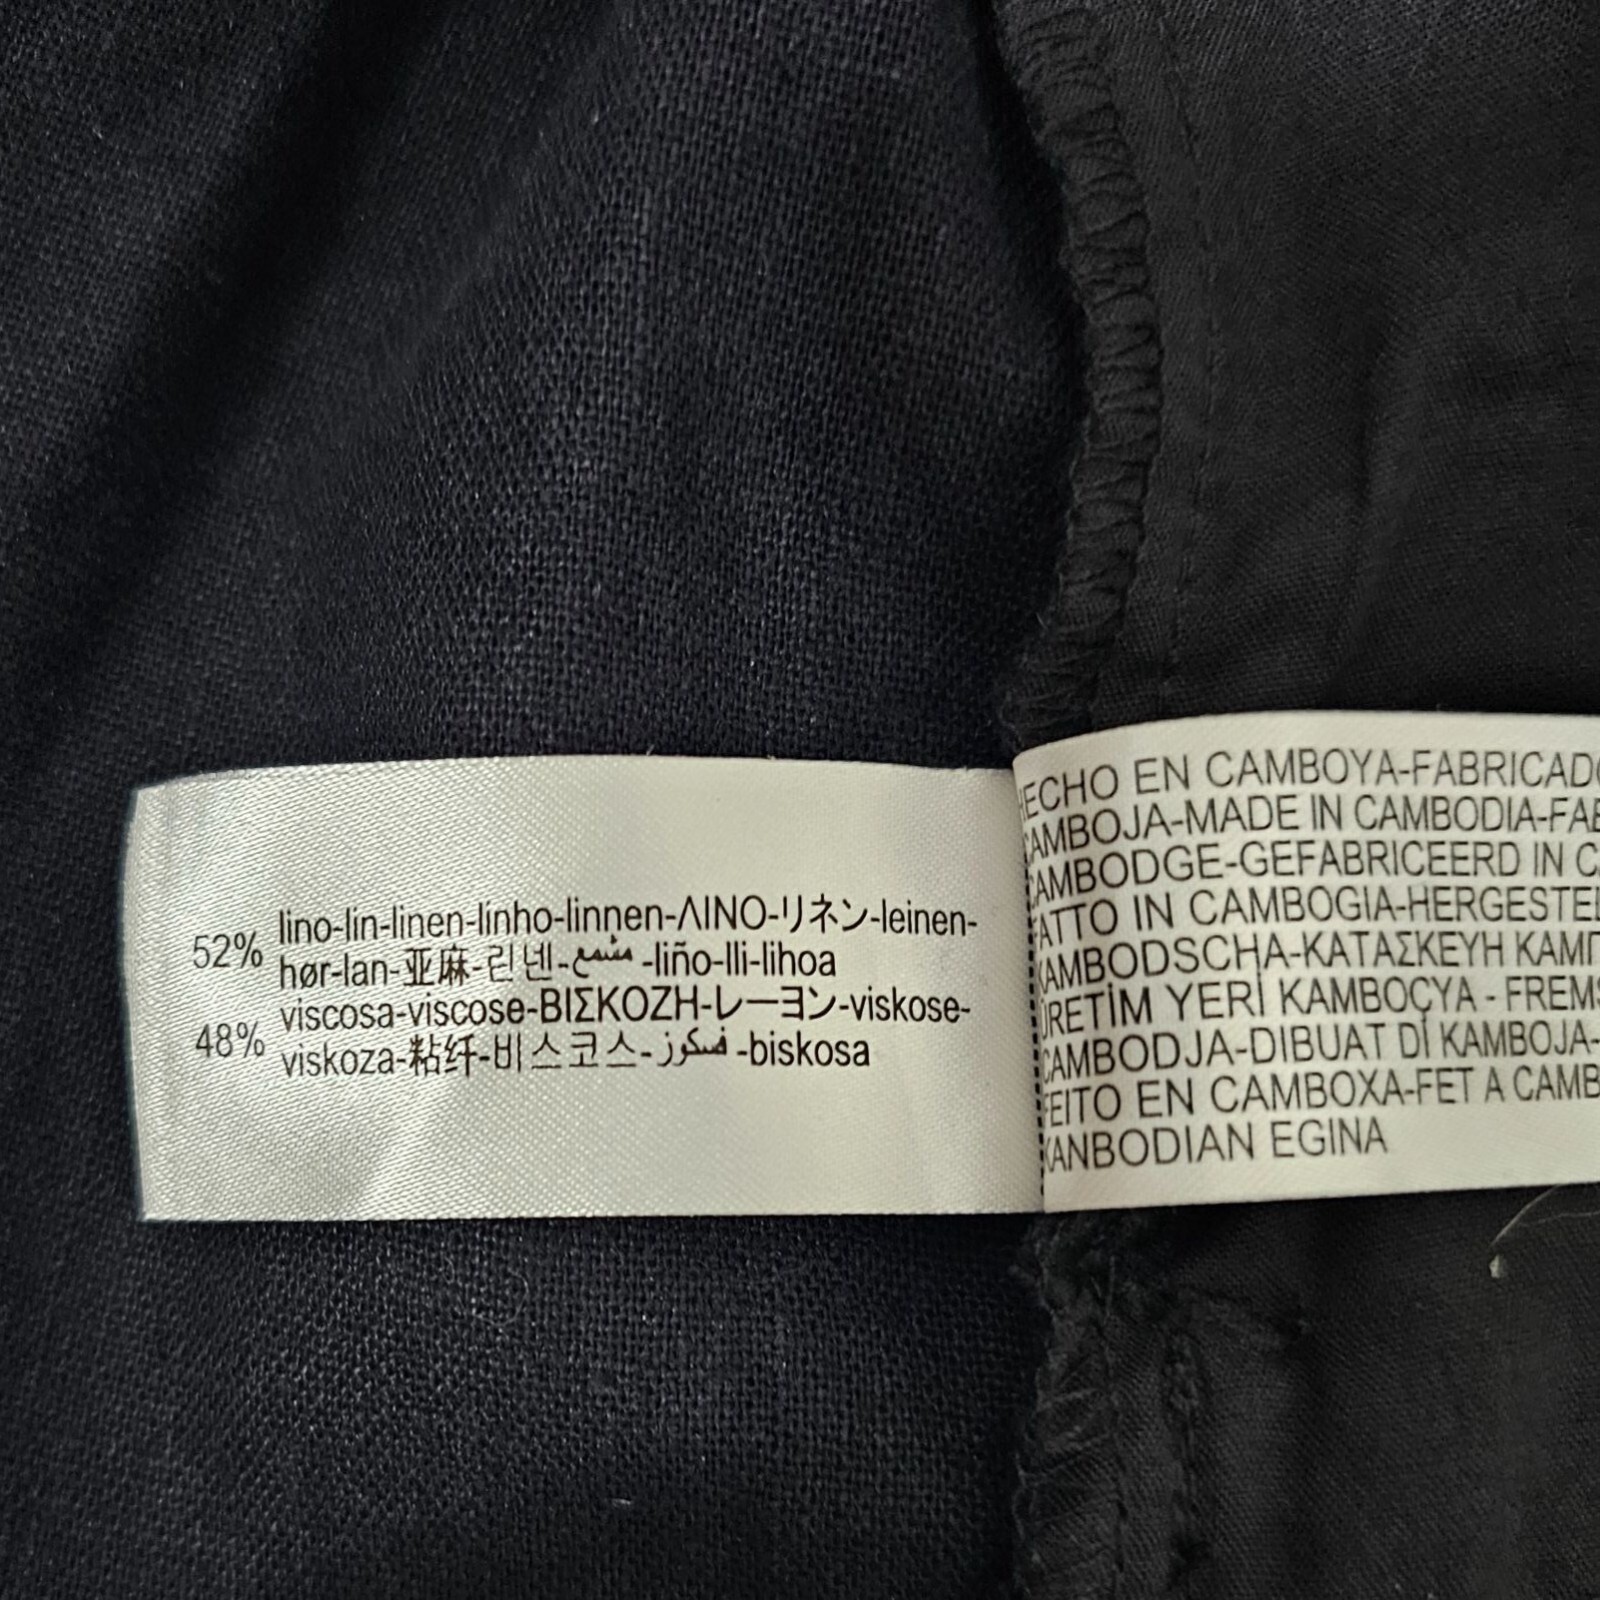 52% lino-lin-linen-linho-linnen-ΛΙΝΟ-リネン-leinen-
hør-lan-亚麻-린넨-مشمع -liño-lli-lihoa
48% viscosa-viscose-ΒΙΣΚΟΖΗ-レーヨン-viskose-
viskoza-粘纤-비스코스-فسكوز -biskosa
HECHO EN CAMBOYA-FABRICADO
CAMBOJA-MADE IN CAMBODIA-FAB
CAMBODGE-GEFABRICEERD IN CA
FATTO IN CAMBOGIA-HERGESTEL
KAMBODSCHA-ΚΑΤΑΣΚΕΥΗ ΚΑΜΠ
ÜRETİM YERİ KAMBOÇYA - FREMS
CAMBODJA-DIBUAT DI KAMBOJA-
FEITO EN CAMBOXA-FET A CAMB
KANBODIAN EGINA